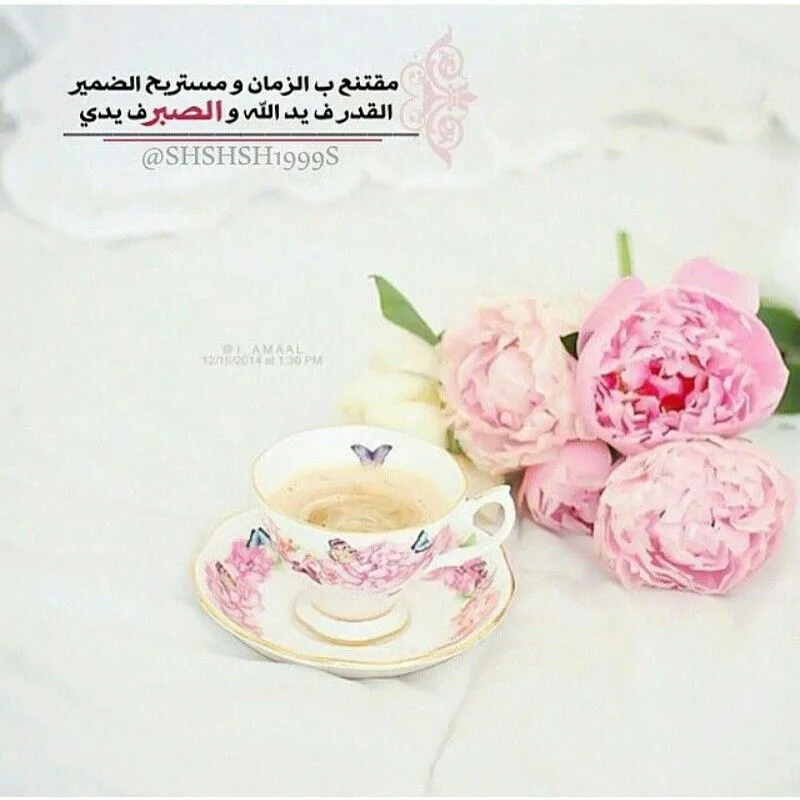 مقتنع ب الزمان و مستريح الضمير
القدر ف يد الله و الصبر ف يدي
@SHSHSH1999S
@I_AMAAL
12/15/2014 at 1:30 PM